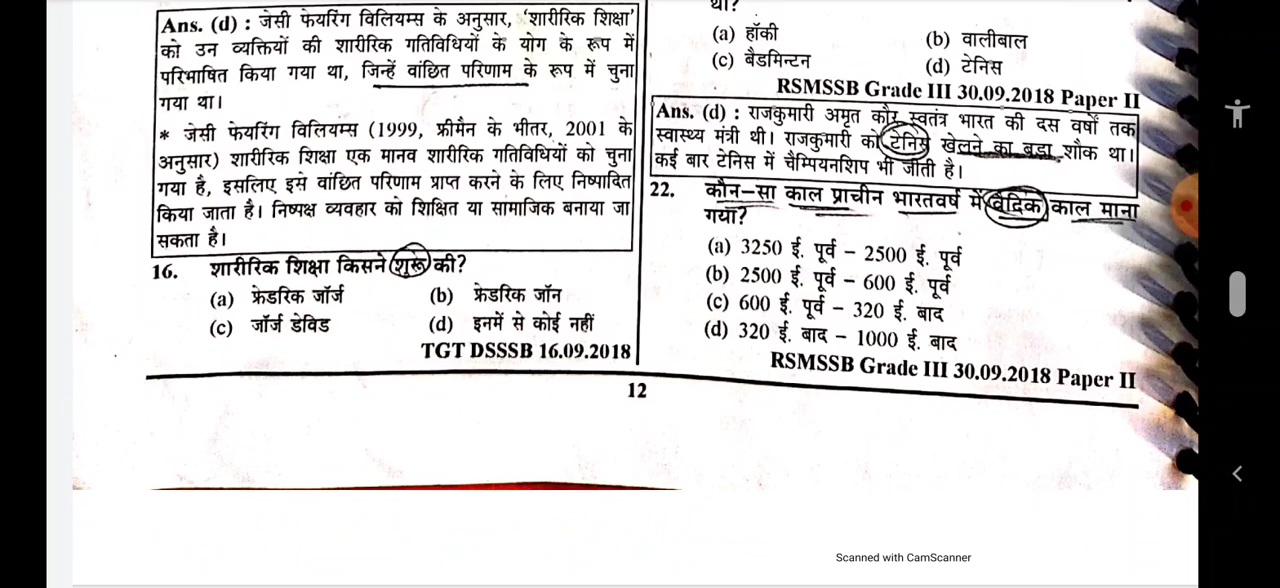 Ans. (d) : जेसी फेयरिंग विलियम्स के अनुसार, 'शारीरिक शिक्षा'
को उन व्यक्तियों की शारीरिक गतिविधियों के योग के रूप में
परिभाषित किया गया था, जिन्हें वांछित परिणाम के रूप में चुना
गया था।
* जेसी फेयरिंग विलियम्स (1999, फ्रीमैन के भीतर, 2001 के
अनुसार) शारीरिक शिक्षा एक मानव शारीरिक गतिविधियों को चुना
गया है, इसलिए इसे वांछित परिणाम प्राप्त करने के लिए निष्पादित
किया जाता है। निष्पक्ष व्यवहार को शिक्षित या सामाजिक बनाया जा
सकता है।
16. शारीरिक शिक्षा किसने शुरू की?
(a) फ्रेडरिक जॉर्ज (b) फ्रेडरिक जॉन
(c) जॉर्ज डेविड (d) इनमें से कोई नहीं
TGT DSSSB 16.09.2018
था?
(a) हॉकी (b) वालीबाल
(c) बैडमिन्टन (d) टेनिस
RSMSSB Grade III 30.09.2018 Paper II
Ans. (d) : राजकुमारी अमृत कौर स्वतंत्र भारत की दस वर्षों तक
स्वास्थ्य मंत्री थी। राजकुमारी को टेनिस खेलने का बड़ा शौक था।
कई बार टेनिस में चैम्पियनशिप भी जीती है।
22. कौन-सा काल प्राचीन भारतवर्ष में वैदिक काल माना
गया?
(a) 3250 ई. पूर्व – 2500 ई. पूर्व
(b) 2500 ई. पूर्व – 600 ई. पूर्व
(c) 600 ई. पूर्व – 320 ई. बाद
(d) 320 ई. बाद – 1000 ई. बाद
RSMSSB Grade III 30.09.2018 Paper II
12
Scanned with CamScanner